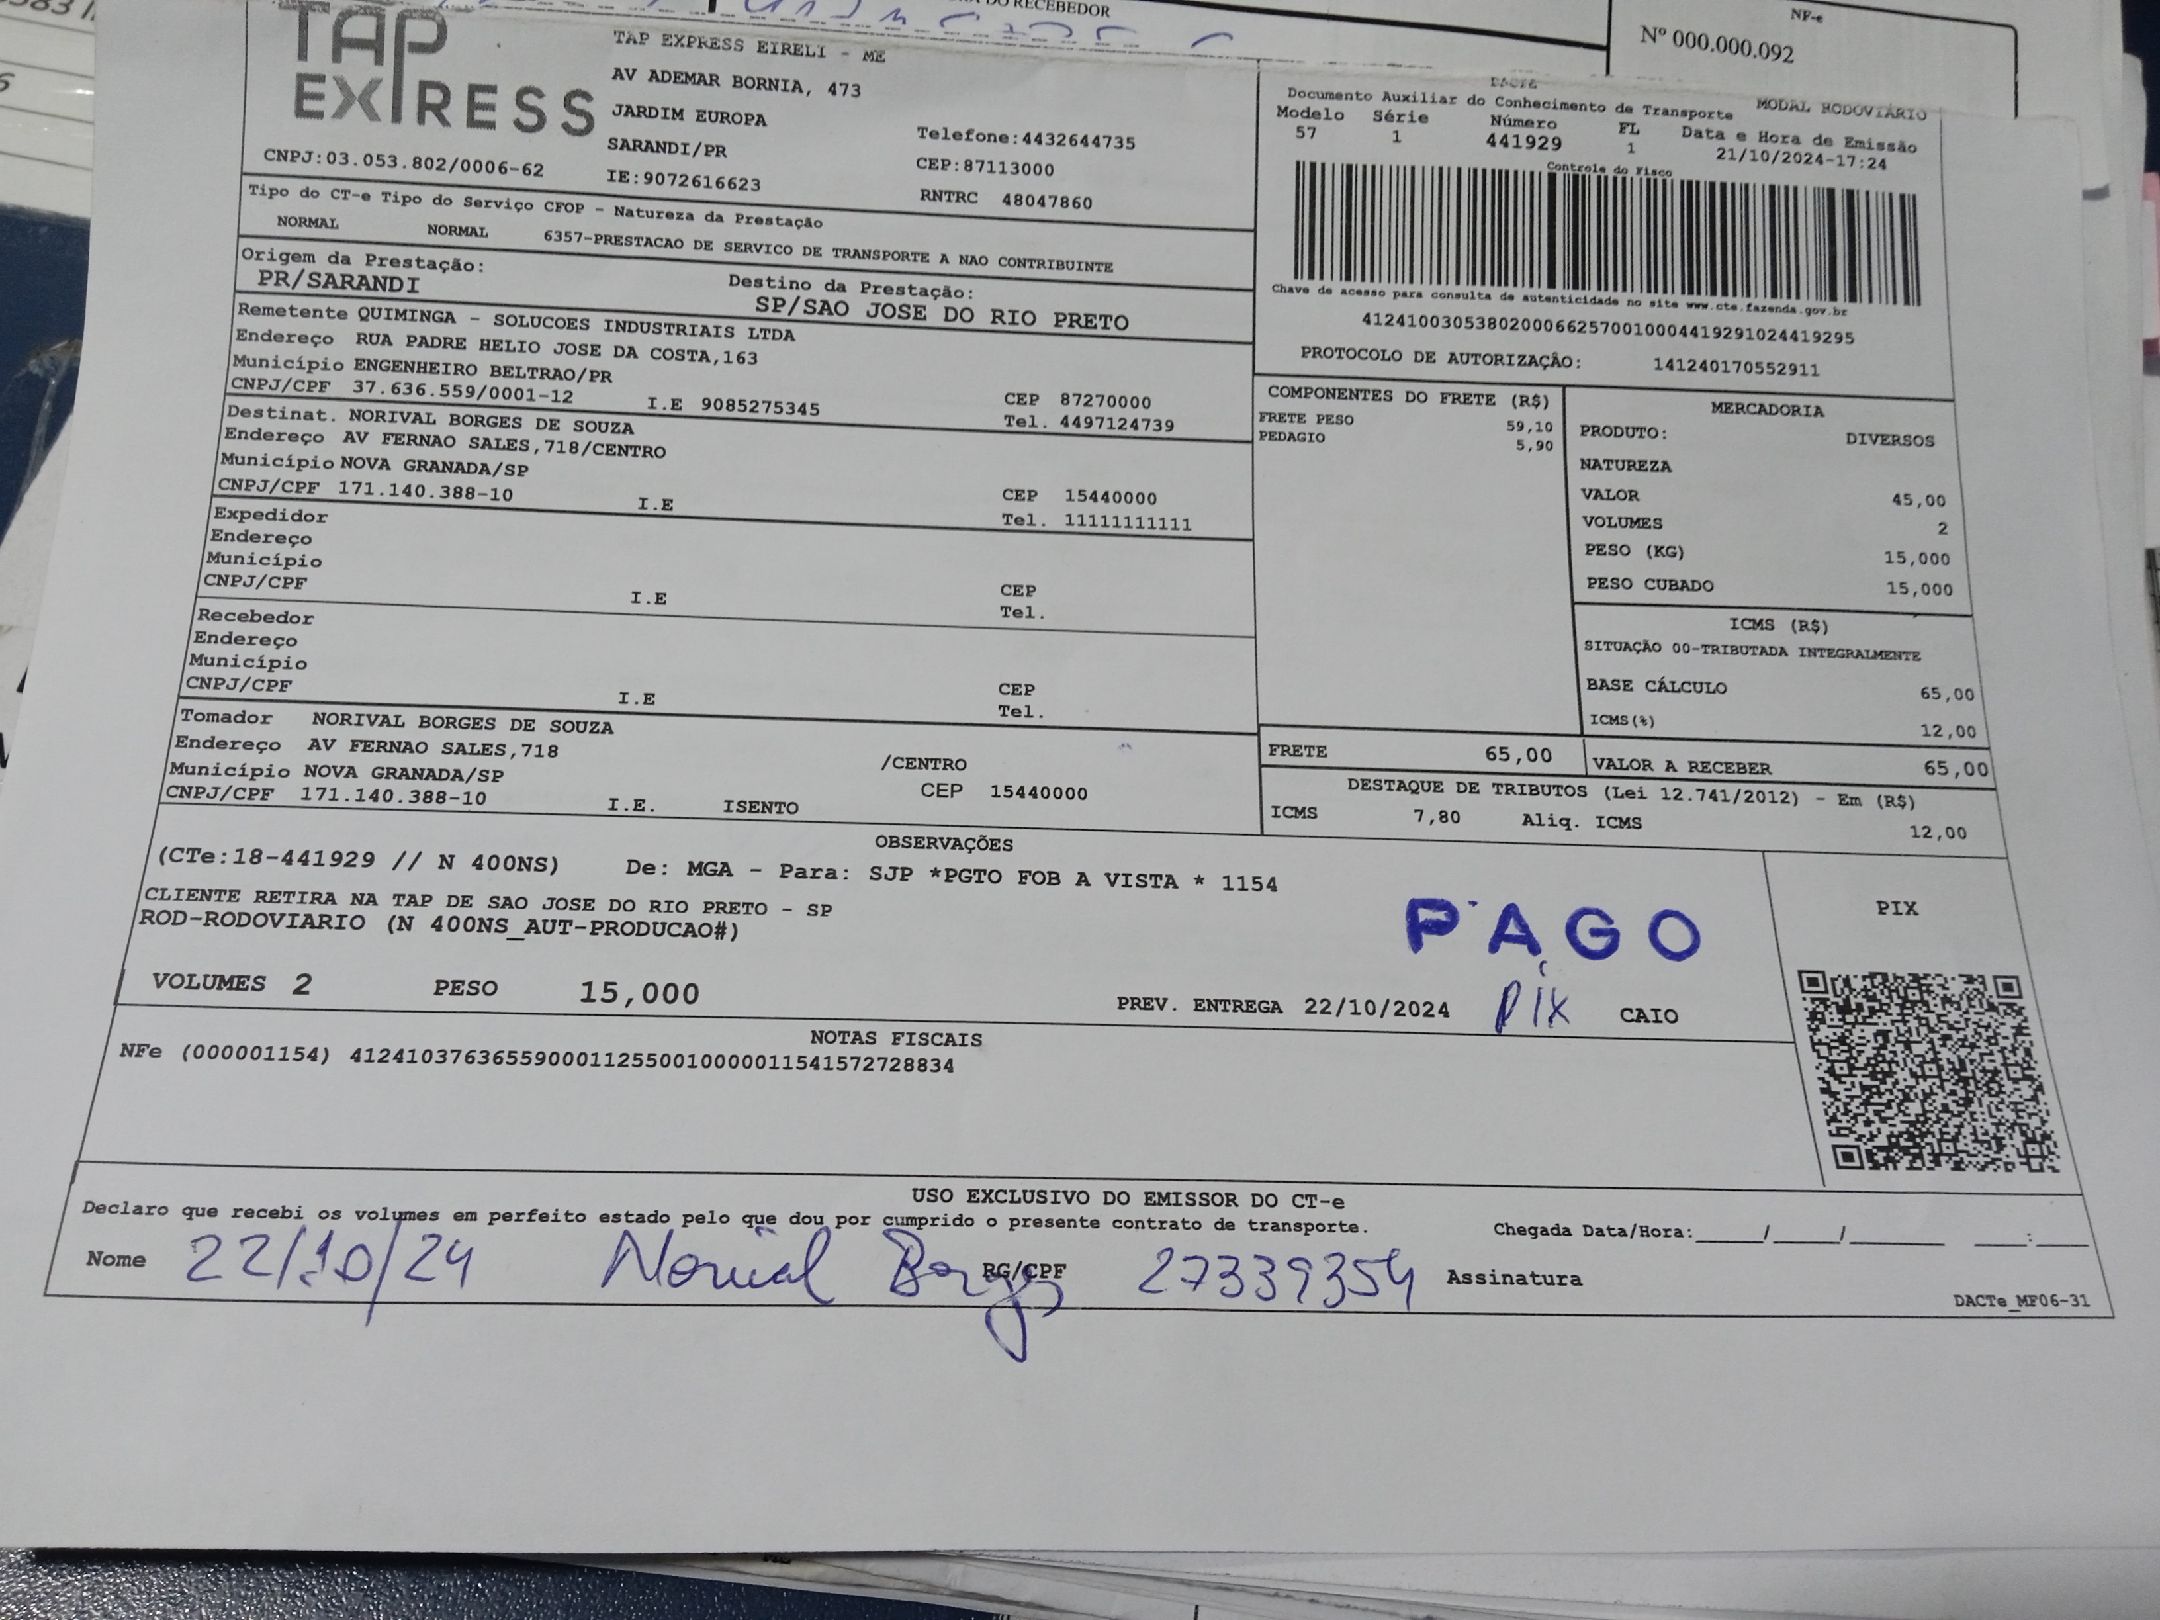 DO RECEBEDOR
NF-e
Nº 000.000.092
TAP EXPRESS
TAP EXPRESS EIRELI - ME
AV ADEMAR BORNIA, 473
JARDIM EUROPA
SARANDI/PR
Telefone:4432644735
CEP:87113000
CNPJ:03.053.802/0006-62
IE:9072616623
RNTRC 48047860
DACTE
Documento Auxiliar do Conhecimento de Transporte MODAL RODOVIÁRIO
Modelo Série Número FL Data e Hora de Emissão
57 1 441929 1 21/10/2024-17:24
Controle do Fisco
Chave de acesso para consulta de autenticidade no site www.cte.fazenda.gov.br
41241003053802000662570010004419291024419295
PROTOCOLO DE AUTORIZAÇÃO: 141240170552911
Tipo do CT-e Tipo do Serviço CFOP - Natureza da Prestação
NORMAL NORMAL 6357-PRESTACAO DE SERVICO DE TRANSPORTE A NAO CONTRIBUINTE
Origem da Prestação: Destino da Prestação:
PR/SARANDI SP/SAO JOSE DO RIO PRETO
Remetente QUIMINGA - SOLUCOES INDUSTRIAIS LTDA
Endereço RUA PADRE HELIO JOSE DA COSTA,163
Município ENGENHEIRO BELTRAO/PR CEP 87270000
CNPJ/CPF 37.636.559/0001-12 I.E 9085275345 Tel. 4497124739
Destinat. NORIVAL BORGES DE SOUZA
Endereço AV FERNAO SALES,718/CENTRO
Município NOVA GRANADA/SP CEP 15440000
CNPJ/CPF 171.140.388-10 I.E Tel. 11111111111
Expedidor
Endereço
Município CEP
CNPJ/CPF I.E Tel.
Recebedor
Endereço
Município CEP
CNPJ/CPF I.E Tel.
Tomador NORIVAL BORGES DE SOUZA
Endereço AV FERNAO SALES,718 /CENTRO
Município NOVA GRANADA/SP CEP 15440000
CNPJ/CPF 171.140.388-10 I.E. ISENTO
COMPONENTES DO FRETE (R$)
FRETE PESO 59,10
PEDAGIO 5,90
MERCADORIA
PRODUTO: DIVERSOS
NATUREZA
VALOR 45,00
VOLUMES 2
PESO (KG) 15,000
PESO CUBADO 15,000
ICMS (R$)
SITUAÇÃO 00-TRIBUTADA INTEGRALMENTE
BASE CÁLCULO 65,00
ICMS(%) 12,00
FRETE 65,00 VALOR A RECEBER 65,00
DESTAQUE DE TRIBUTOS (Lei 12.741/2012) - Em (R$)
ICMS 7,80 Aliq. ICMS 12,00
OBSERVAÇÕES
(CTe:18-441929 // N 400NS) De: MGA - Para: SJP *PGTO FOB A VISTA * 1154
CLIENTE RETIRA NA TAP DE SAO JOSE DO RIO PRETO - SP
ROD-RODOVIARIO (N 400NS_AUT-PRODUCAO#)
PAGO
PIX
VOLUMES 2 PESO 15,000 PREV. ENTREGA 22/10/2024 PIX CAIO
NOTAS FISCAIS
NFe (000001154) 41241037636559000112550010000011541572728834
USO EXCLUSIVO DO EMISSOR DO CT-e
Declaro que recebi os volumes em perfeito estado pelo que dou por cumprido o presente contrato de transporte. Chegada Data/Hora:_____/_____/_______ ____:____
Nome 22/10/24 Norival Borges RG/CPF 27339354 Assinatura
DACTe_MF06-31